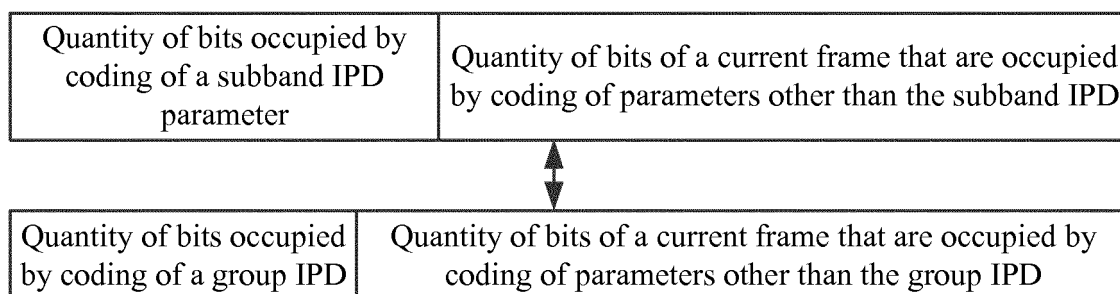 Quantity of bits occupied by
coding of a subband IPD
parameter
Quantity of bits of a current frame that are occupied
by coding of parameters other than the subband IPD
Quantity of bits occupied
by coding of a group IPD
Quantity of bits of a current frame that are occupied by
coding of parameters other than the group IPD